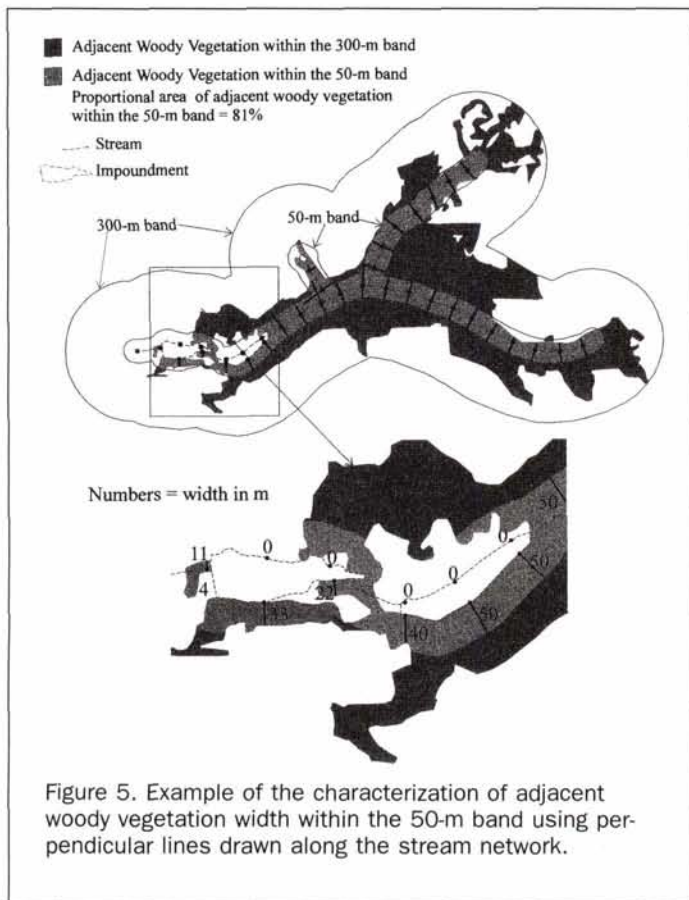 Adjacent Woody Vegetation within the 300-m band
Adjacent Woody Vegetation within the 50-m band
Proportional area of adjacent woody vegetation
within the 50-m band = 81%
Stream
Impoundment
300-m band
50-m band
Numbers = width in m
50
0
11
0
0
50
4
22
0
0
33
40
50
Figure 5. Example of the characterization of adjacent
woody vegetation width within the 50-m band using per-
pendicular lines drawn along the stream network.